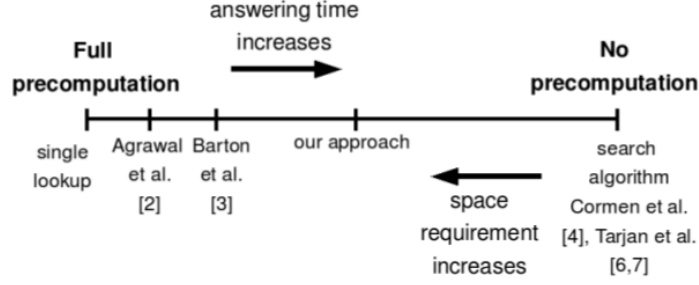 answering time
increases
Full
precomputation
No
precomputation
single
lookup
Agrawal
et al.
[2]
Barton
et al.
[3]
our approach
space
requirement
increases
search
algorithm
Cormen et al.
[4], Tarjan et al.
[6,7]